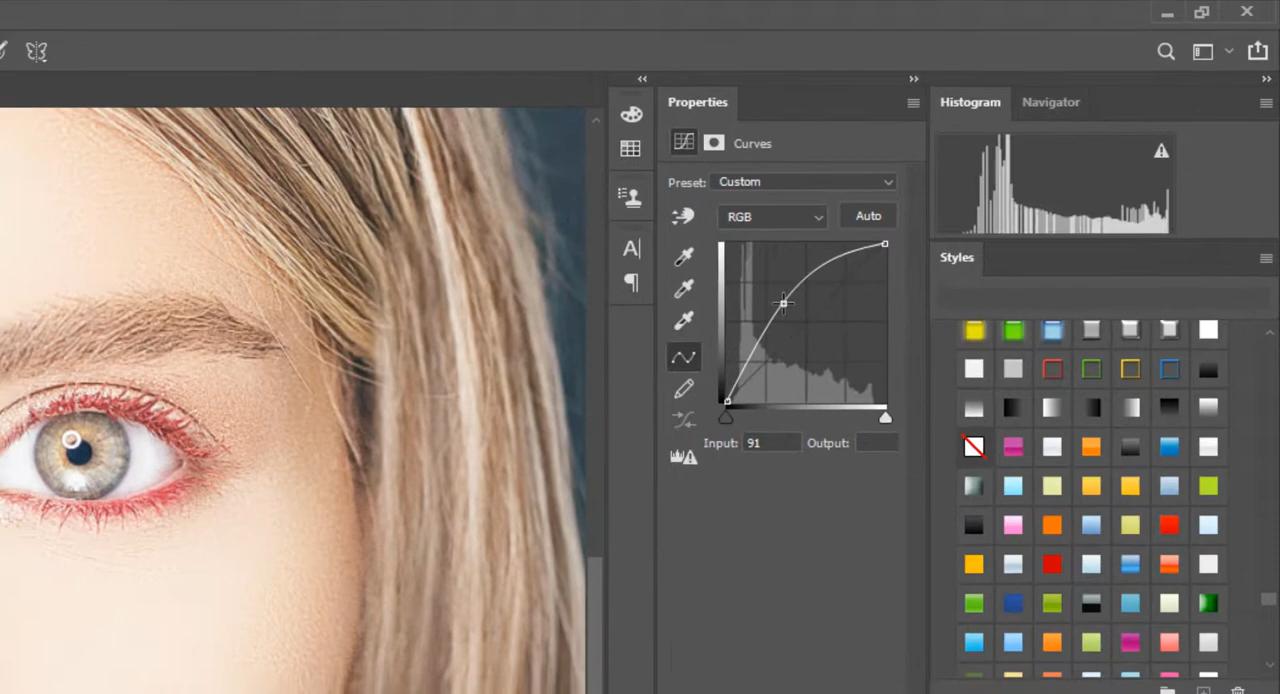 Properties
Histogram
Navigator
Curves
Preset: Custom
RGB
Auto
A
Styles
Input: 91
Output: